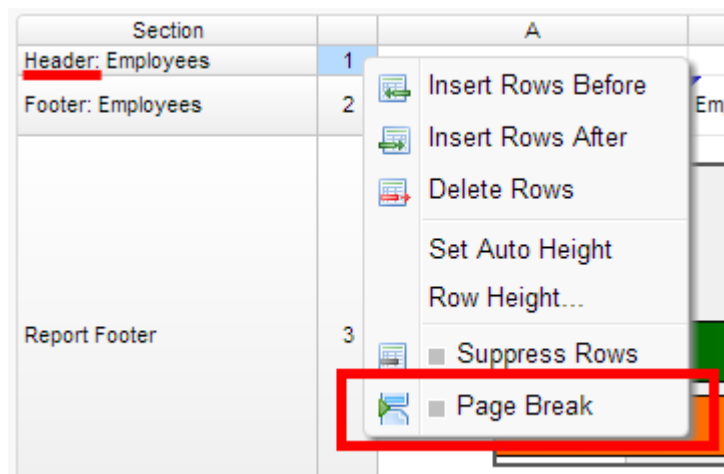 Section A
Header: Employees 1
Insert Rows Before
Footer: Employees 2 Em
Insert Rows After
Delete Rows
Set Auto Height
Row Height...
Report Footer 3
Suppress Rows
Page Break